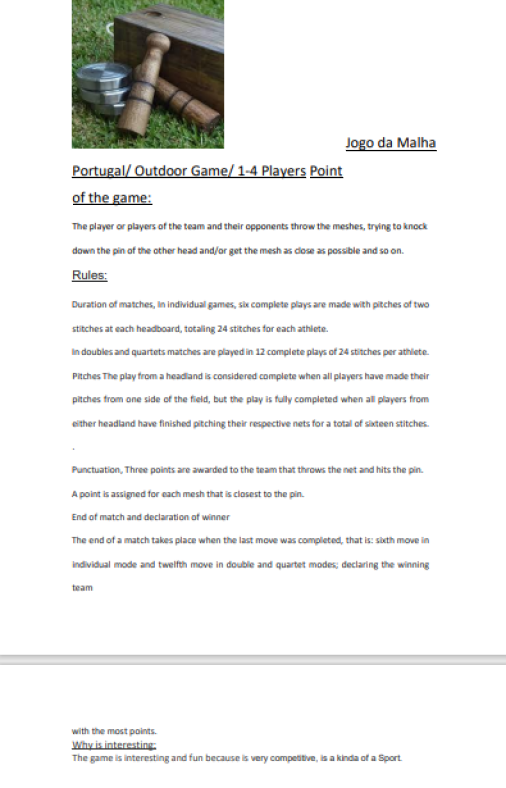 Jogo da Malha
Portugal/ Outdoor Game/ 1-4 Players Point
of the game:
The player or players of the team and their opponents throw the meshes, trying to knock
down the pin of the other head and/or get the mesh as close as possible and so on.
Rules:
Duration of matches, In individual games, six complete plays are made with pitches of two
stitches at each headboard, totaling 24 stitches for each athlete.
In doubles and quartets matches are played in 12 complete plays of 24 stitches per athlete.
Pitches The play from a headland is considered complete when all players have made their
pitches from one side of the field, but the play is fully completed when all players from
either headland have finished pitching their respective nets for a total of sixteen stitches.
.
Punctuation, Three points are awarded to the team that throws the net and hits the pin.
A point is assigned for each mesh that is closest to the pin.
End of match and declaration of winner
The end of a match takes place when the last move was completed, that is: sixth move in
individual mode and twelfth move in double and quartet modes; declaring the winning
team
with the most points.
Why is interesting:
The game is interesting and fun because is very competitive, is a kinda of a Sport.